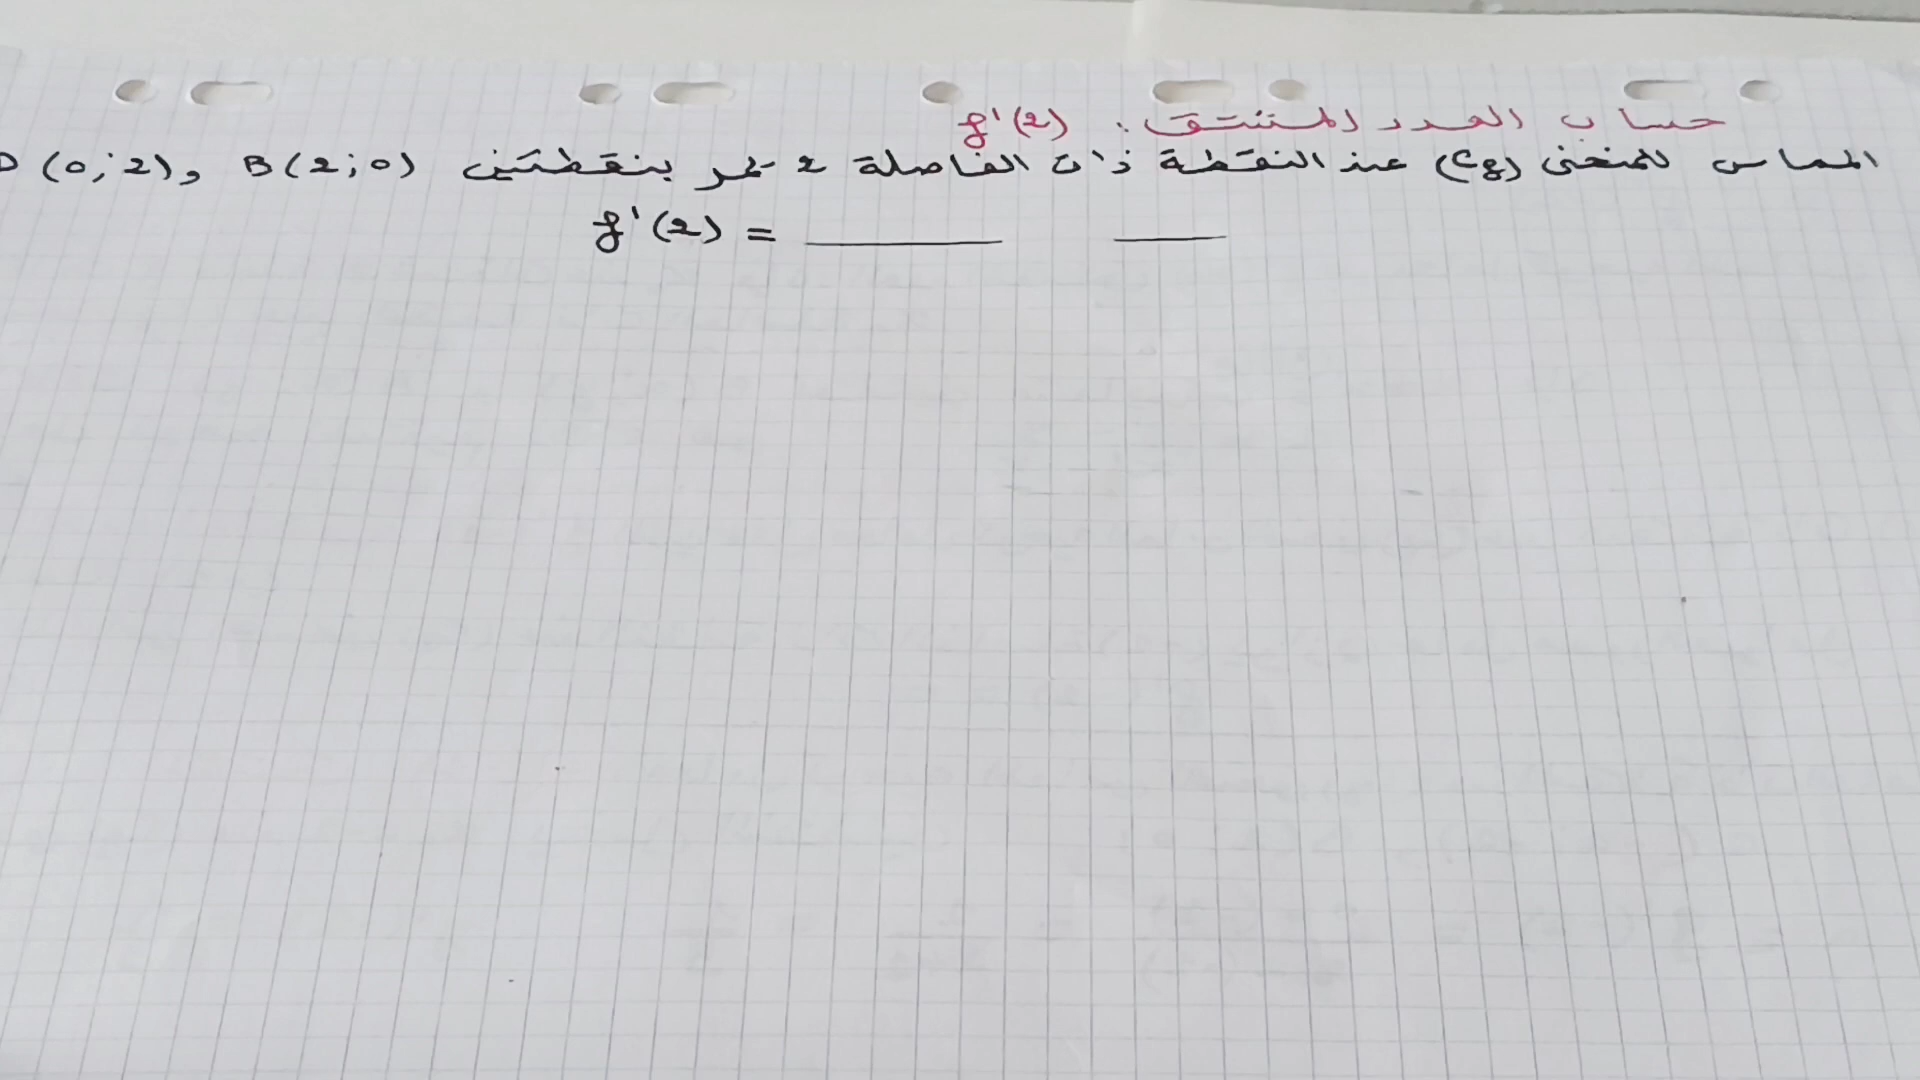 حساب العدد المشتق : f'(2)
المماس للمنحنى (Cf) عند النقطة ذات الفاصلة 2 يمر بنقطتين B(2;0) و D(0;2)
f'(2) =